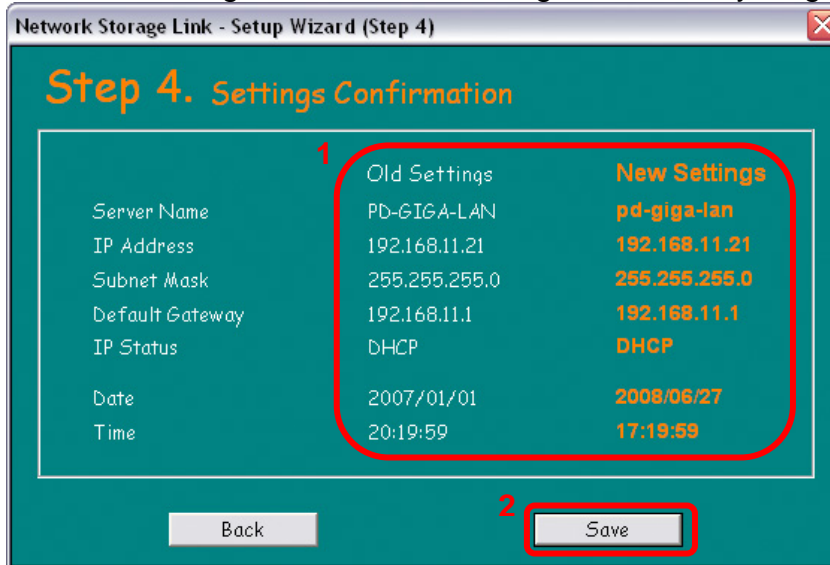 Network Storage Link - Setup Wizard (Step 4)
Step 4. Settings Confirmation
1
Old Settings New Settings
Server Name PD-GIGA-LAN pd-giga-lan
IP Address 192.168.11.21 192.168.11.21
Subnet Mask 255.255.255.0 255.255.255.0
Default Gateway 192.168.11.1 192.168.11.1
IP Status DHCP DHCP
Date 2007/01/01 2008/06/27
Time 20:19:59 17:19:59
2
Back Save